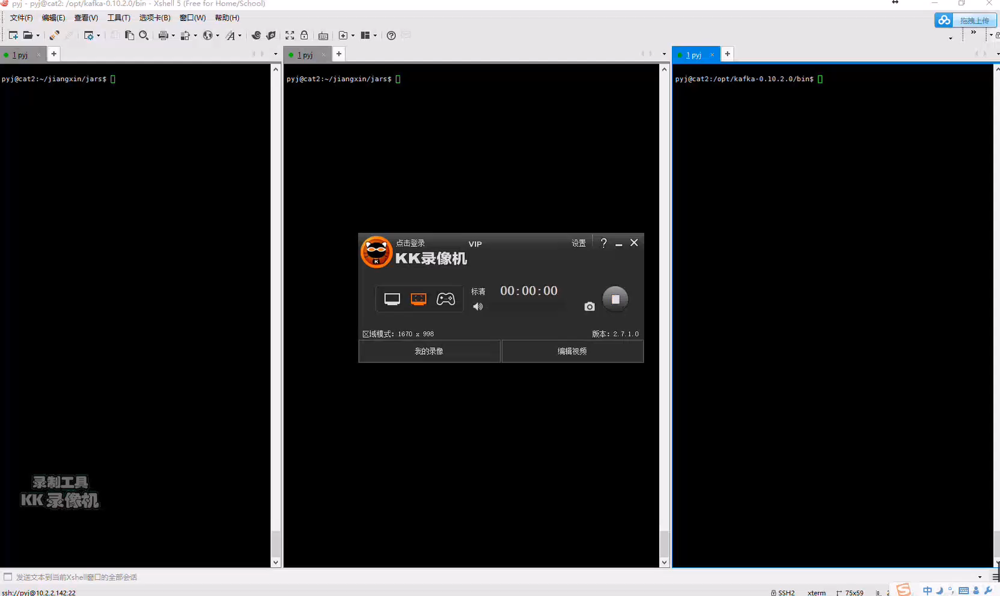 pyj - pyj@cat2: /opt/kafka-0.10.2.0/bin - Xshell 5 (Free for Home/School)
文件(F) 编辑(E) 查看(V) 工具(T) 选项卡(B) 窗口(W) 帮助(H)
拖拽上传
1 pyj
1 pyj
1 pyj
pyj@cat2:~/jiangxin/jars$
pyj@cat2:~/jiangxin/jars$
pyj@cat2:/opt/kafka-0.10.2.0/bin$
点击登录 VIP 设置
KK录像机
标清 00:00:00
区域模式: 1670 x 998 版本: 2.7.1.0
我的录像 编辑视频
录制工具
KK 录像机
发送文本到当前Xshell窗口的全部会话
ssh://pyj@10.2.2.142:22 SSH2 xterm 75x59 中